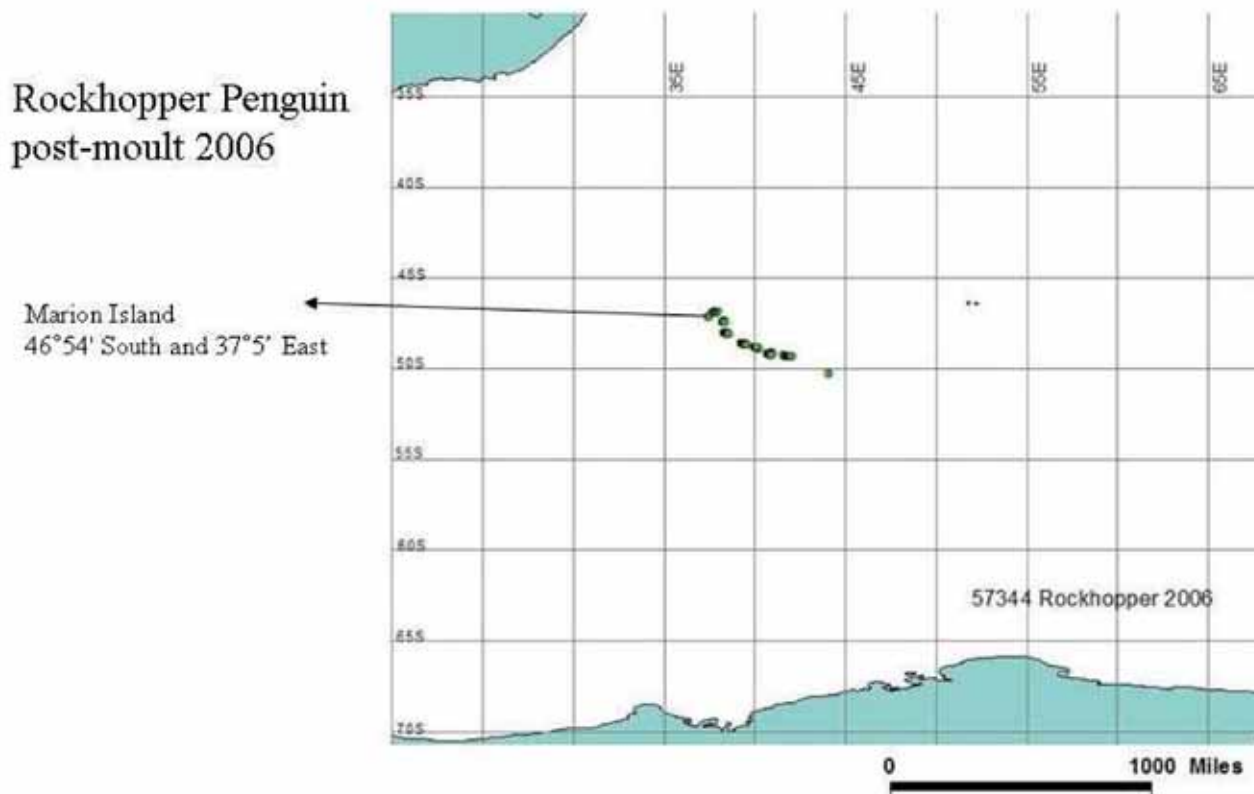 Rockhopper Penguin
post-moult 2006
Marion Island
46°54' South and 37°5' East
35E
45E
55E
65E
35S
40S
45S
50S
55S
60S
65S
70S
57344 Rockhopper 2006
0 1000 Miles